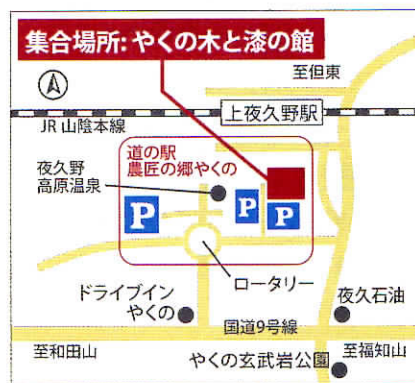 集合場所: やくの木と漆の館
至但東
上夜久野駅
JR 山陰本線
道の駅
農匠の郷やくの
夜久野
高原温泉
P
P
P
ロータリー
ドライブイン
やくの
夜久石油
国道9号線
至和田山
やくの玄武岩公園
至福知山